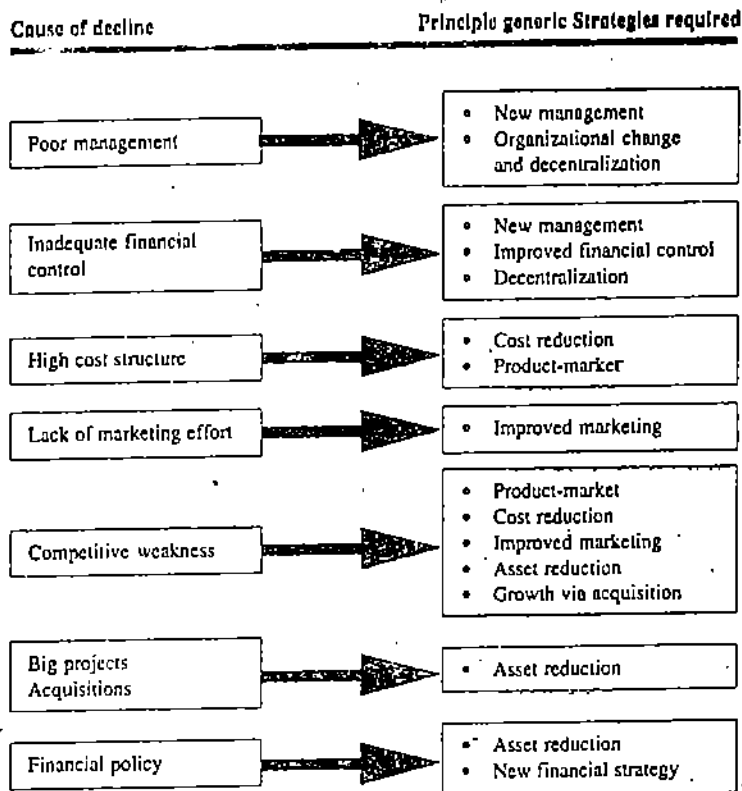 Cause of decline
Principle generic Strategies required
Poor management
• New management
• Organizational change
and decentralization
Inadequate financial
control
• New management
• Improved financial control
• Decentralization
High cost structure
• Cost reduction
• Product-market
Lack of marketing effort
• Improved marketing
Competitive weakness
• Product-market
• Cost reduction
• Improved marketing
• Asset reduction
• Growth via acquisition
Big projects
Acquisitions
• Asset reduction
Financial policy
• Asset reduction
• New financial strategy